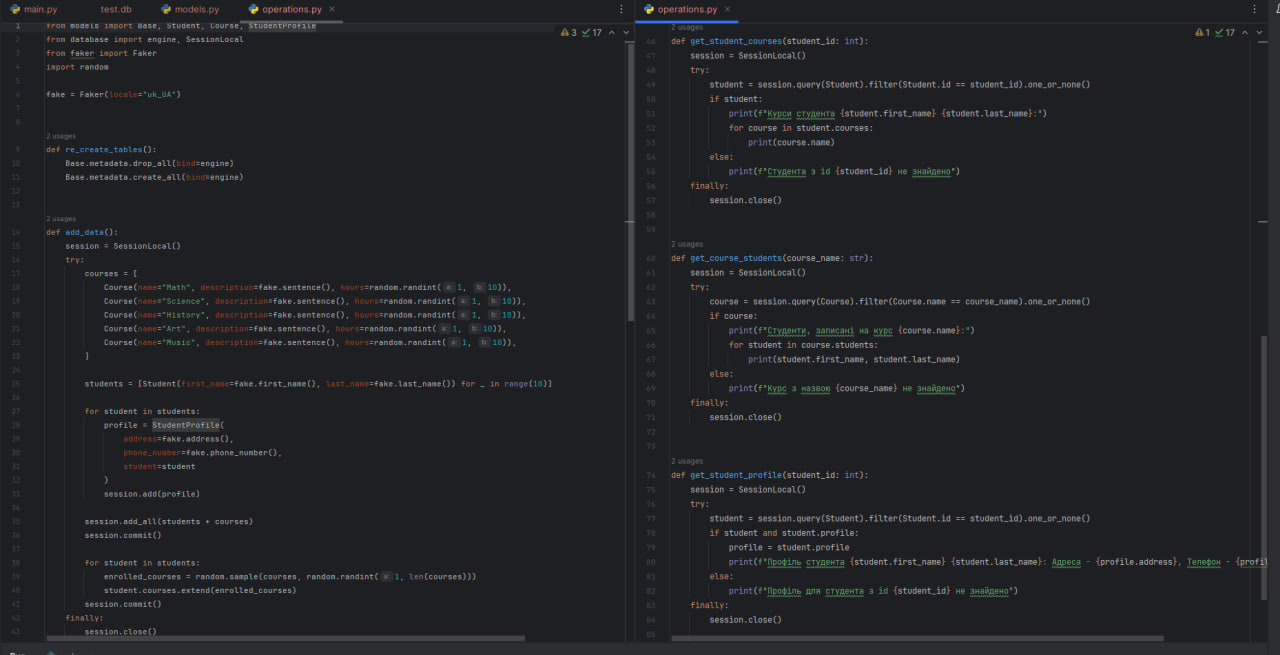 main.py test.db models.py operations.py
from models import Base, Student, Course, StudentProfile
3 17
2 from database import engine, SessionLocal
3 from faker import Faker
4 import random
5
6 fake = Faker(locale="uk_UA")
7
8
2 usages
9 def re_create_tables():
10 Base.metadata.drop_all(bind=engine)
11 Base.metadata.create_all(bind=engine)
12
13
2 usages
14 def add_data():
15 session = SessionLocal()
16 try:
17 courses = [
18 Course(name="Math", description=fake.sentence(), hours=random.randint( a: 1, b: 10)),
19 Course(name="Science", description=fake.sentence(), hours=random.randint( a: 1, b: 10)),
20 Course(name="History", description=fake.sentence(), hours=random.randint( a: 1, b: 10)),
21 Course(name="Art", description=fake.sentence(), hours=random.randint( a: 1, b: 10)),
22 Course(name="Music", description=fake.sentence(), hours=random.randint( a: 1, b: 10)),
23 ]
24
25 students = [Student(first_name=fake.first_name(), last_name=fake.last_name()) for _ in range(10)]
26
27 for student in students:
28 profile = StudentProfile(
29 address=fake.address(),
30 phone_number=fake.phone_number(),
31 student=student
32 )
33 session.add(profile)
34
35 session.add_all(students + courses)
36 session.commit()
37
38 for student in students:
39 enrolled_courses = random.sample(courses, random.randint( a: 1, len(courses)))
40 student.courses.extend(enrolled_courses)
41 session.commit()
42 finally:
43 session.close()
operations.py
2 usages
1 17
46 def get_student_courses(student_id: int):
47 session = SessionLocal()
48 try:
49 student = session.query(Student).filter(Student.id == student_id).one_or_none()
50 if student:
51 print(f"Курси студента {student.first_name} {student.last_name}:")
52 for course in student.courses:
53 print(course.name)
54 else:
55 print(f"Студента з id {student_id} не знайдено")
56 finally:
57 session.close()
58
59
2 usages
60 def get_course_students(course_name: str):
61 session = SessionLocal()
62 try:
63 course = session.query(Course).filter(Course.name == course_name).one_or_none()
64 if course:
65 print(f"Студенти, записані на курс {course.name}:")
66 for student in course.students:
67 print(student.first_name, student.last_name)
68 else:
69 print(f"Курс з назвою {course_name} не знайдено")
70 finally:
71 session.close()
72
73
2 usages
74 def get_student_profile(student_id: int):
75 session = SessionLocal()
76 try:
77 student = session.query(Student).filter(Student.id == student_id).one_or_none()
78 if student and student.profile:
79 profile = student.profile
80 print(f"Профіль студента {student.first_name} {student.last_name}: Адреса - {profile.address}, Телефон - {profil
81 else:
82 print(f"Профіль для студента з id {student_id} не знайдено")
83 finally:
84 session.close()
85